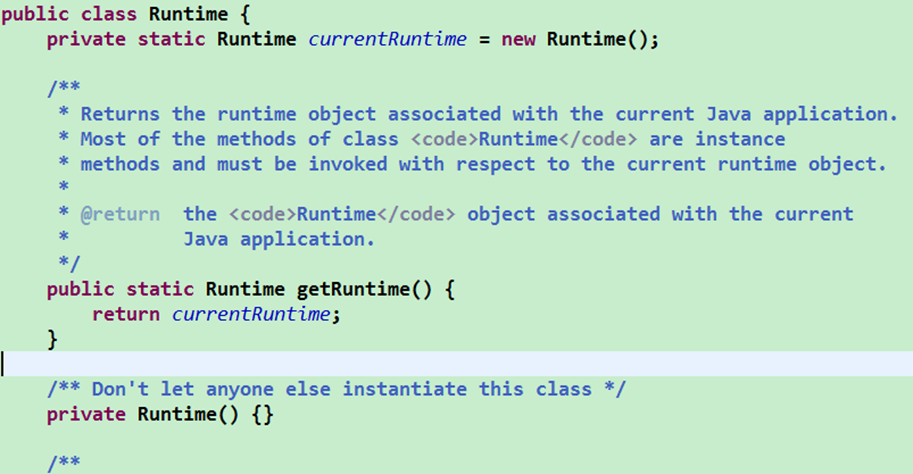 public class Runtime {
    private static Runtime currentRuntime = new Runtime();
    /**
     * Returns the runtime object associated with the current Java application.
     * Most of the methods of class <code>Runtime</code> are instance
     * methods and must be invoked with respect to the current runtime object.
     *
     * @return  the <code>Runtime</code> object associated with the current
     *          Java application.
     */
    public static Runtime getRuntime() {
        return currentRuntime;
    }
    /** Don't let anyone else instantiate this class */
    private Runtime() {}
    /**